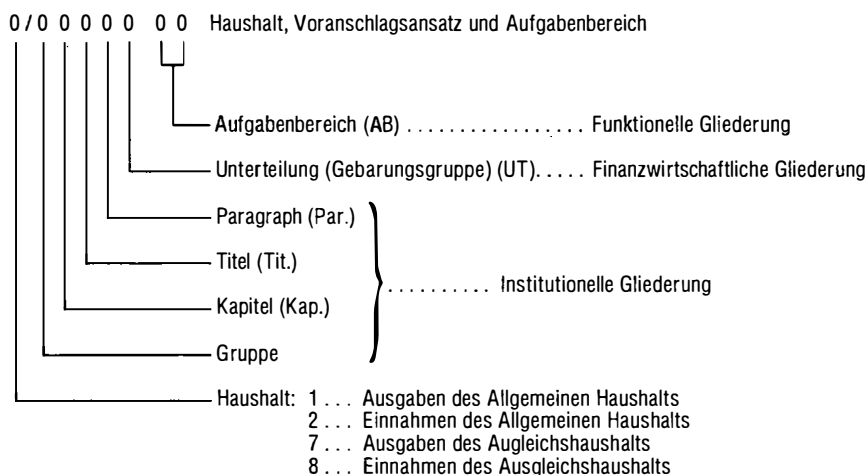 0/0 0 0 0 0 0 0 Haushalt, Voranschlagsansatz und Aufgabenbereich
Aufgabenbereich (AB) . . . . . . . . . . . . . . . . . Funktionelle Gliederung
Unterteilung (Gebarungsgruppe) (UT). . . . . Finanzwirtschaftliche Gliederung
Paragraph (Par.)
Titel (Tit.)
. . . . . . . . . . Institutionelle Gliederung
Kapitel (Kap.)
Gruppe
Haushalt: 1 . . . Ausgaben des Allgemeinen Haushalts
2 . . . Einnahmen des Allgemeinen Haushalts
7 . . . Ausgaben des Augleichshaushalts
8 . . . Einnahmen des Ausgleichshaushalts